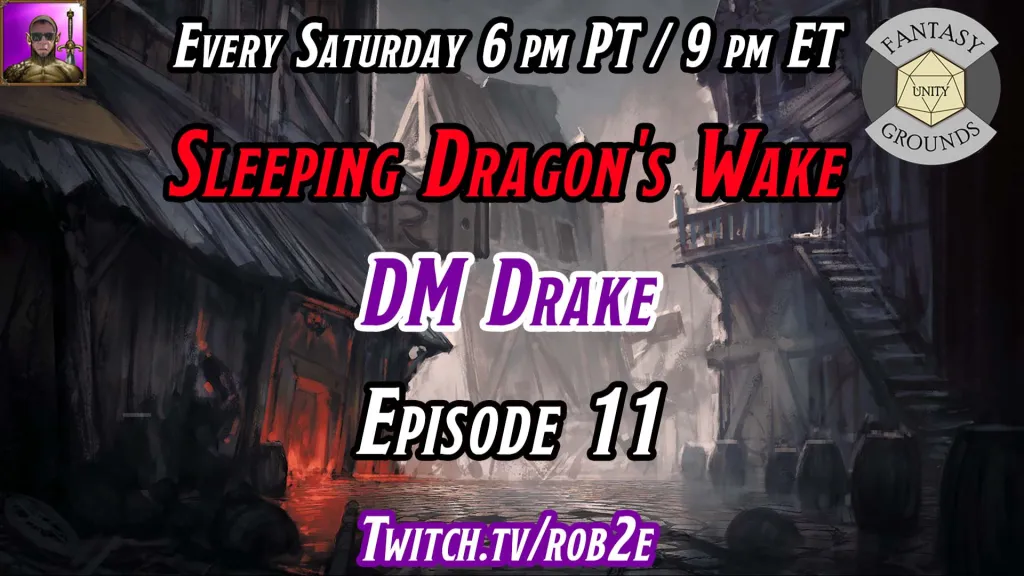 Every Saturday 6 pm PT / 9 pm ET
FANTASY
UNITY
GROUNDS
Sleeping Dragon's Wake
DM Drake
Episode 11
Twitch.tv/rob2e